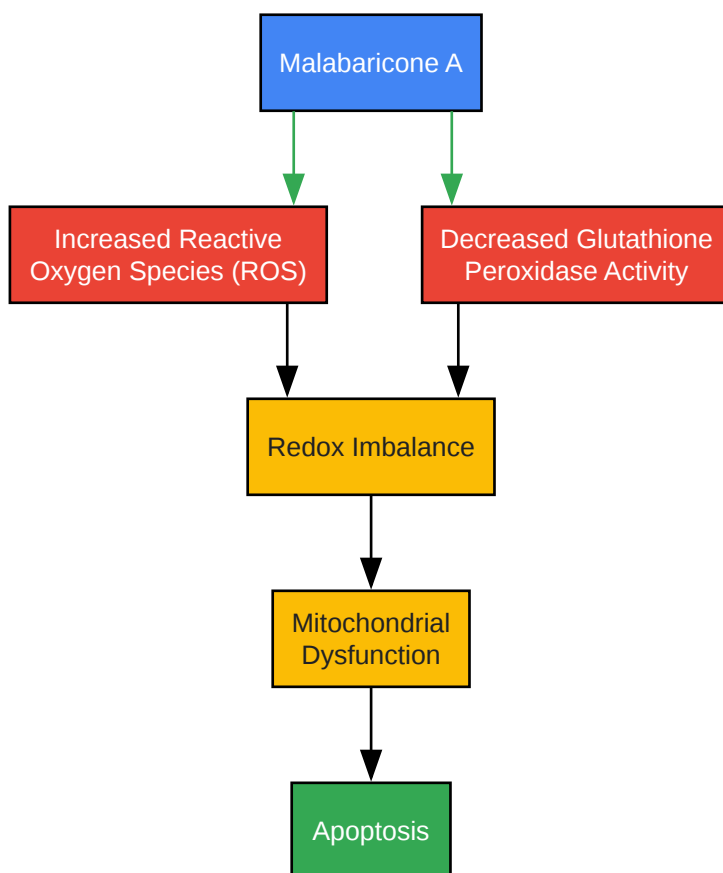 Malabaricone A
Increased Reactive
Oxygen Species (ROS)
Decreased Glutathione
Peroxidase Activity
Redox Imbalance
Mitochondrial
Dysfunction
Apoptosis